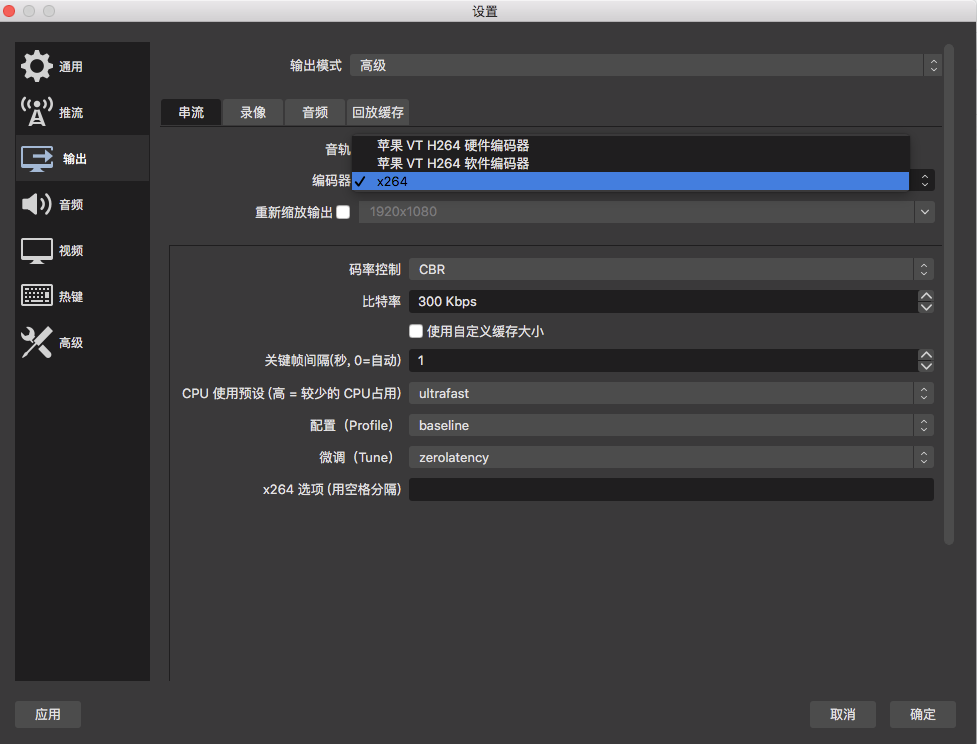 设置
通用
推流
输出
音频
视频
热键
高级
输出模式 高级
串流 录像 音频 回放缓存
音轨
苹果 VT H264 硬件编码器
苹果 VT H264 软件编码器
编码器 x264
重新缩放输出 1920x1080
码率控制 CBR
比特率 300 Kbps
使用自定义缓存大小
关键帧间隔(秒, 0=自动) 1
CPU 使用预设 (高 = 较少的 CPU占用) ultrafast
配置（Profile） baseline
微调（Tune） zerolatency
x264 选项 (用空格分隔)
应用 取消 确定